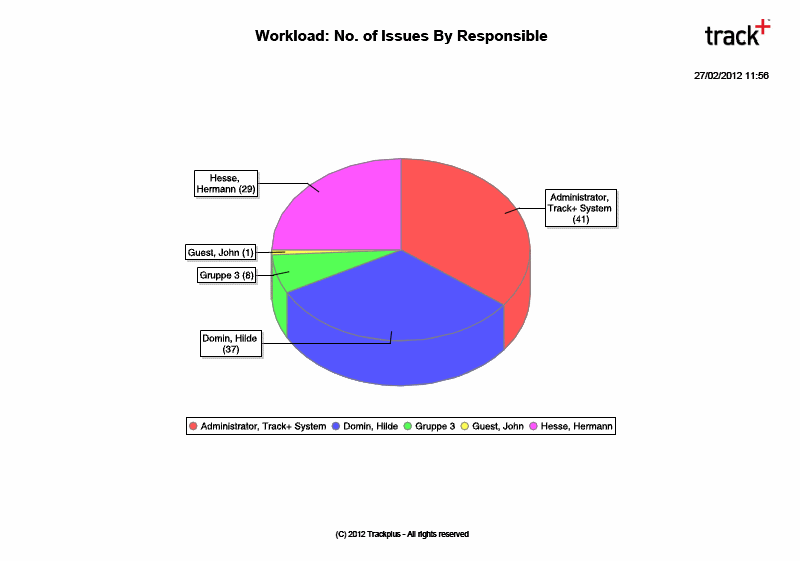 Workload: No. of Issues By Responsible
track+
27/02/2012 11:56
Hesse,
Hermann (29)
Administrator,
Track+ System
(41)
Guest, John (1)
Gruppe 3 (8)
Domin, Hilde
(37)
Administrator, Track+ System Domin, Hilde Gruppe 3 Guest, John Hesse, Hermann
(C) 2012 Trackplus - All rights reserved